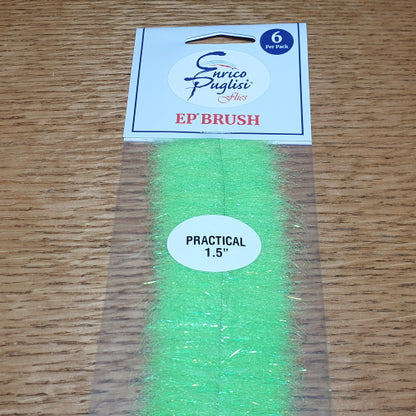 6
Per Pack
Enrico
Puglisi
Flies
EP® BRUSH
PRACTICAL
1.5"